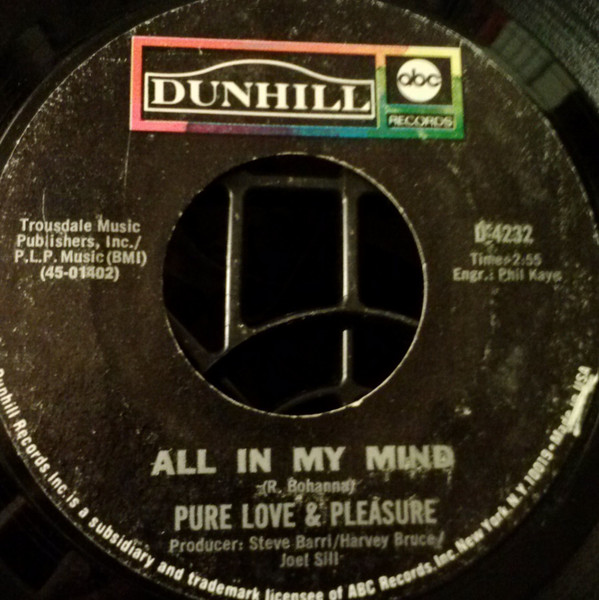 DUNHILL
abc
RECORDS
Trousdale Music
Publishers, Inc./
P.L.P. Music (BMI)
(45-01402)
D-4232
Time: 2:55
Engr.: Phil Kaye
ALL IN MY MIND
(R. Bohanna)
PURE LOVE & PLEASURE
Producer: Steve Barri/Harvey Bruce/
Joel Sill
Dunhill Records, Inc. is a subsidiary and trademark licensee of ABC Records, Inc. New York, N.Y. 10019 • Made in USA